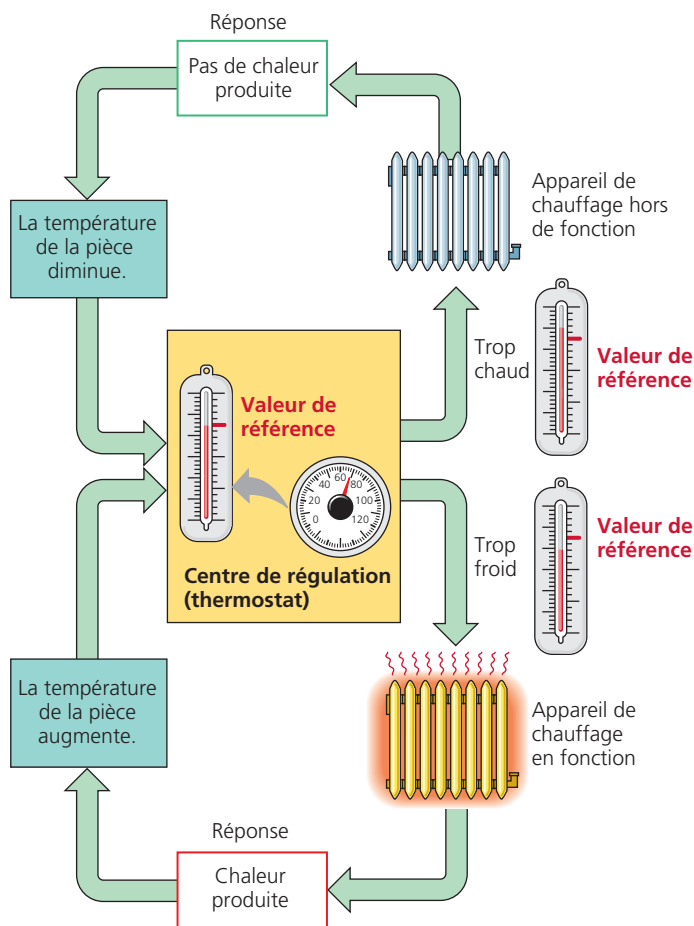 Réponse
Pas de chaleur
produite
Appareil de
chauffage hors
de fonction
La température
de la pièce
diminue.
Trop
chaud
Valeur de
référence
Valeur de
référence
0
20
40
60
80
100
120
Centre de régulation
(thermostat)
Trop
froid
Valeur de
référence
La température
de la pièce
augmente.
Appareil de
chauffage
en fonction
Réponse
Chaleur
produite